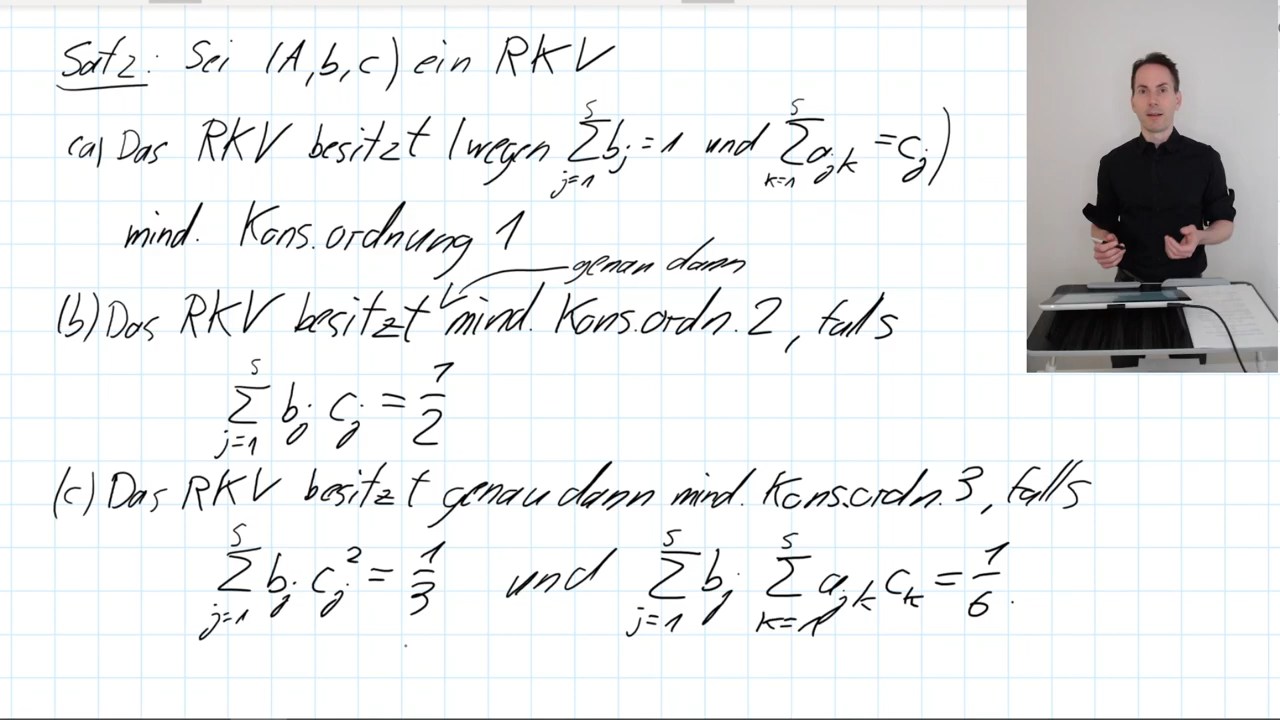 Satz: Sei (A,b,c) ein RKV
(a) Das RKV besitzt (wegen ∑_{j=1}^{s} b_j = 1 und ∑_{k=1}^{s} a_{jk} = c_j)
mind. Kons.ordnung 1
genau dann
(b) Das RKV besitzt mind. Kons.ordn. 2, falls
∑_{j=1}^{s} b_j c_j = 1/2
(c) Das RKV besitzt genau dann mind. Kons.ordn. 3, falls
∑_{j=1}^{s} b_j c_j^2 = 1/3 und ∑_{j=1}^{s} b_j ∑_{k=1}^{s} a_{jk} c_k = 1/6.